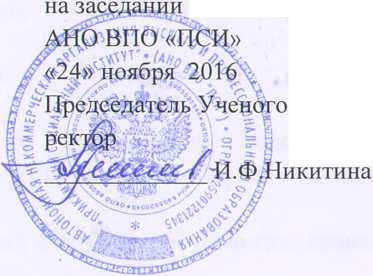 на заседании
АНО ВПО «ПСИ»
«24» ноября 2016
Председатель Ученого
ректор
И.Ф.Никитина